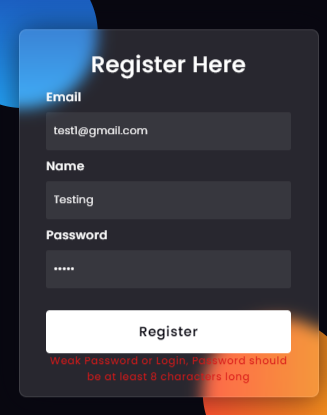 Register Here
Email
test1@gmail.com
Name
Testing
Password
•••••
Register
Weak Password or Login, Password should
be at least 8 characters long